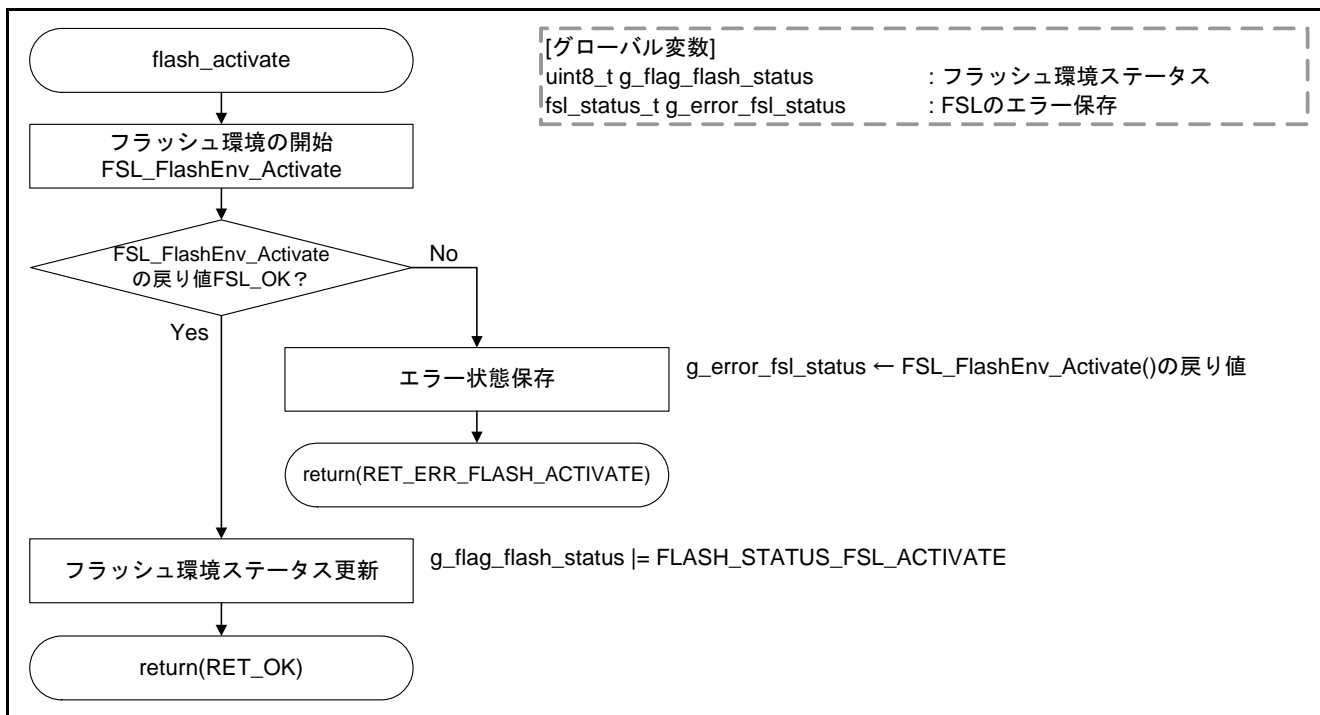 flash_activate
[グローバル変数]
uint8_t g_flag_flash_status : フラッシュ環境ステータス
fsl_status_t g_error_fsl_status : FSLのエラー保存
フラッシュ環境の開始
FSL_FlashEnv_Activate
FSL_FlashEnv_Activate
の戻り値FSL_OK？
No
Yes
エラー状態保存
g_error_fsl_status ← FSL_FlashEnv_Activate()の戻り値
return(RET_ERR_FLASH_ACTIVATE)
フラッシュ環境ステータス更新
g_flag_flash_status |= FLASH_STATUS_FSL_ACTIVATE
return(RET_OK)